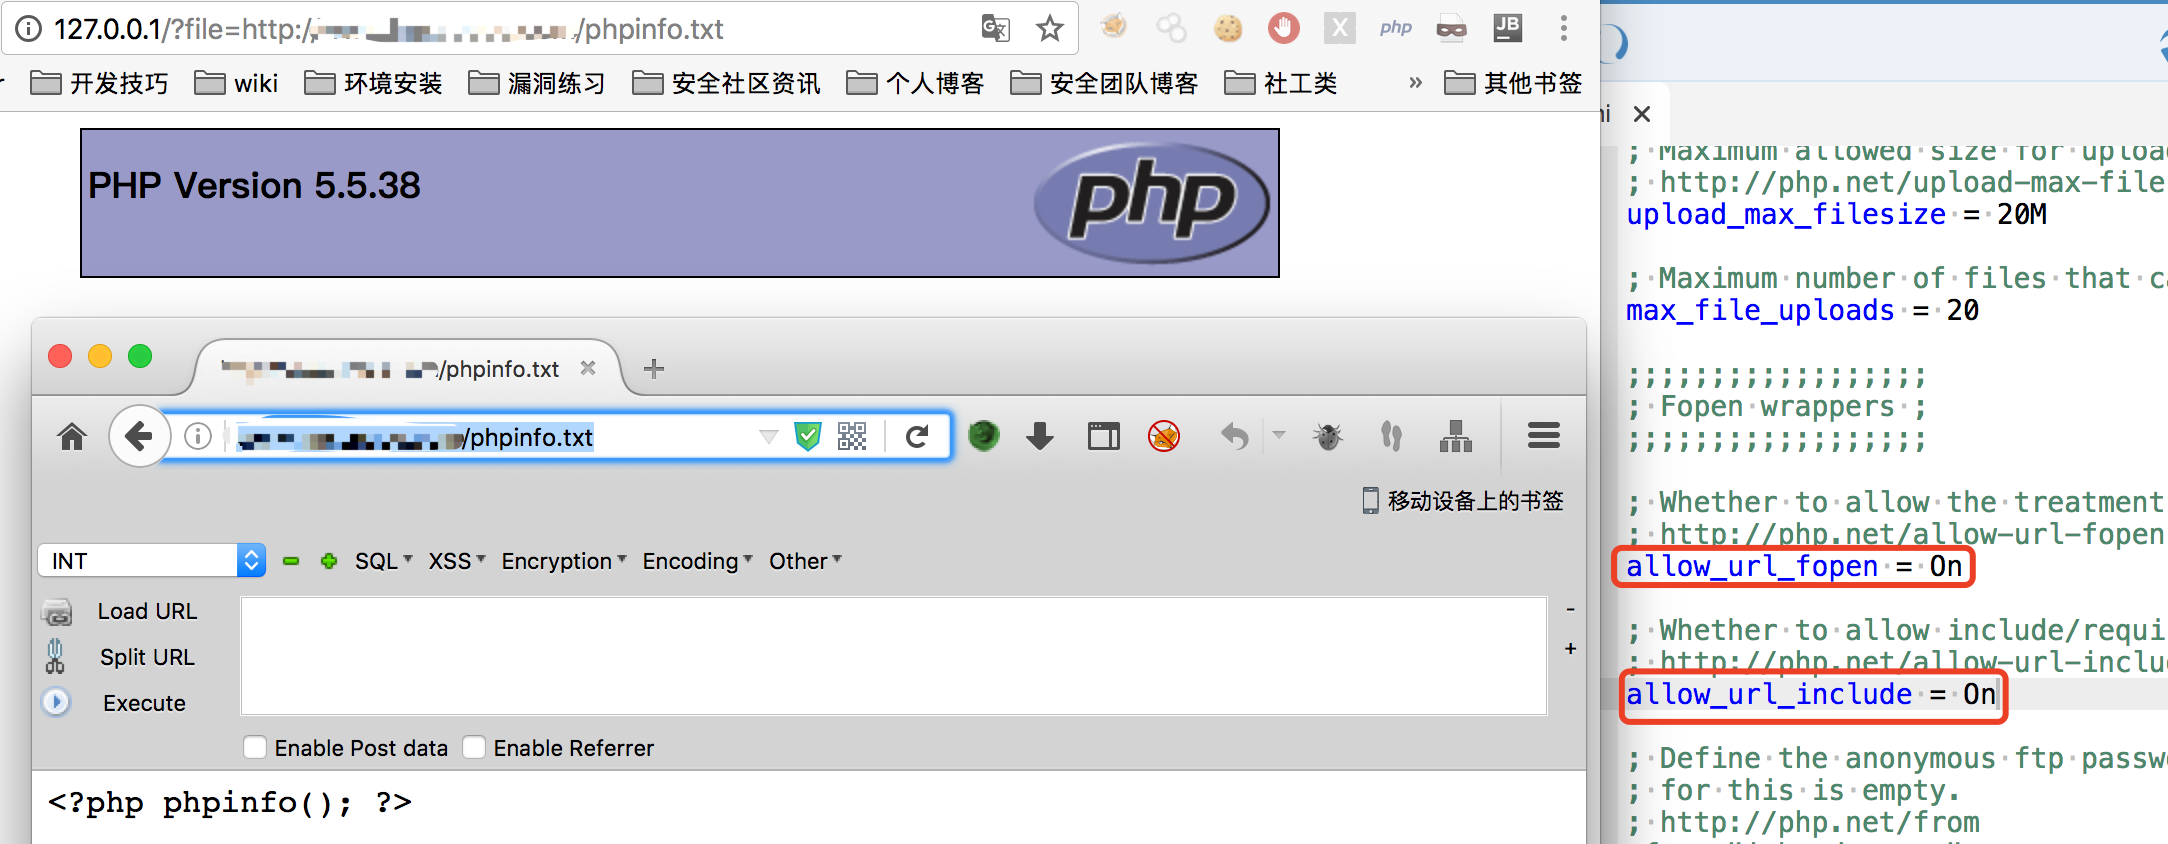 127.0.0.1/?file=http:/ /phpinfo.txt
php
JB
开发技巧 wiki 环境安装 漏洞练习 安全社区资讯 个人博客 安全团队博客 社工类 » 其他书签
PHP Version 5.5.38
php
/phpinfo.txt
/phpinfo.txt
移动设备上的书签
INT SQL XSS Encryption Encoding Other
Load URL
Split URL
Execute
-
+
Enable Post data Enable Referrer
<?php phpinfo(); ?>
; Maximum allowed size for
; http://php.net/upload-max-file
upload_max_filesize = 20M
; Maximum number of files that
max_file_uploads = 20
;;;;;;;;;;;;;;;;;;
; Fopen wrappers ;
;;;;;;;;;;;;;;;;;;
; Whether to allow the treatment
; http://php.net/allow-url-fopen
allow_url_fopen = On
; Whether to allow include/requi
; http://php.net/allow-url-inclu
allow_url_include = On
; Define the anonymous ftp passw
; for this is empty.
; http://php.net/from